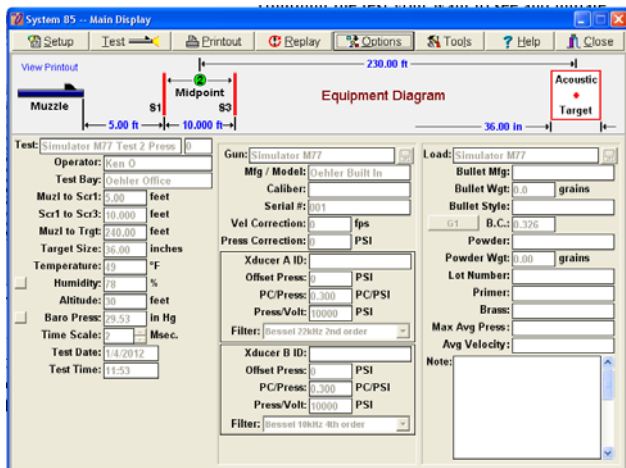 System 85 -- Main Display
Setup Test Printout Replay Options Tools Help Close
View Printout
230.00 ft
2
Midpoint
Equipment Diagram
Acoustic
Target
Muzzle
S1 S3
5.00 ft 10.000 ft
36.00 in
Test: Simulator M77 Test 2 Press 0
Operator: Ken O
Test Bay: Oehler Office
Muzl to Scr1: 5.00 feet
Scr1 to Scr3: 10.000 feet
Muzl to Trgt: 240.00 feet
Target Size: 36.00 inches
Temperature: 49 °F
Humidity: 78 %
Altitude: 30 feet
Baro Press: 29.53 in Hg
Time Scale: 2 Msec.
Test Date: 1/4/2012
Test Time: 11:53
Gun: Simulator M77
Mfg / Model: Oehler Built In
Caliber:
Serial #: 001
Vel Correction: 0 fps
Press Correction: 0 PSI
Xducer A ID:
Offset Press: 0 PSI
PC/Press: 0.300 PC/PSI
Press/Volt: 10000 PSI
Filter: Bessel 22kHz 2nd order
Xducer B ID:
Offset Press: 0 PSI
PC/Press: 0.300 PC/PSI
Press/Volt: 10000 PSI
Filter: Bessel 10kHz 4th order
Load: Simulator M77
Bullet Mfg:
Bullet Wgt: 0.0 grains
Bullet Style:
G1 B.C.: 0.326
Powder:
Powder Wgt: 0.00 grains
Lot Number:
Primer:
Brass:
Max Avg Press:
Avg Velocity:
Note: